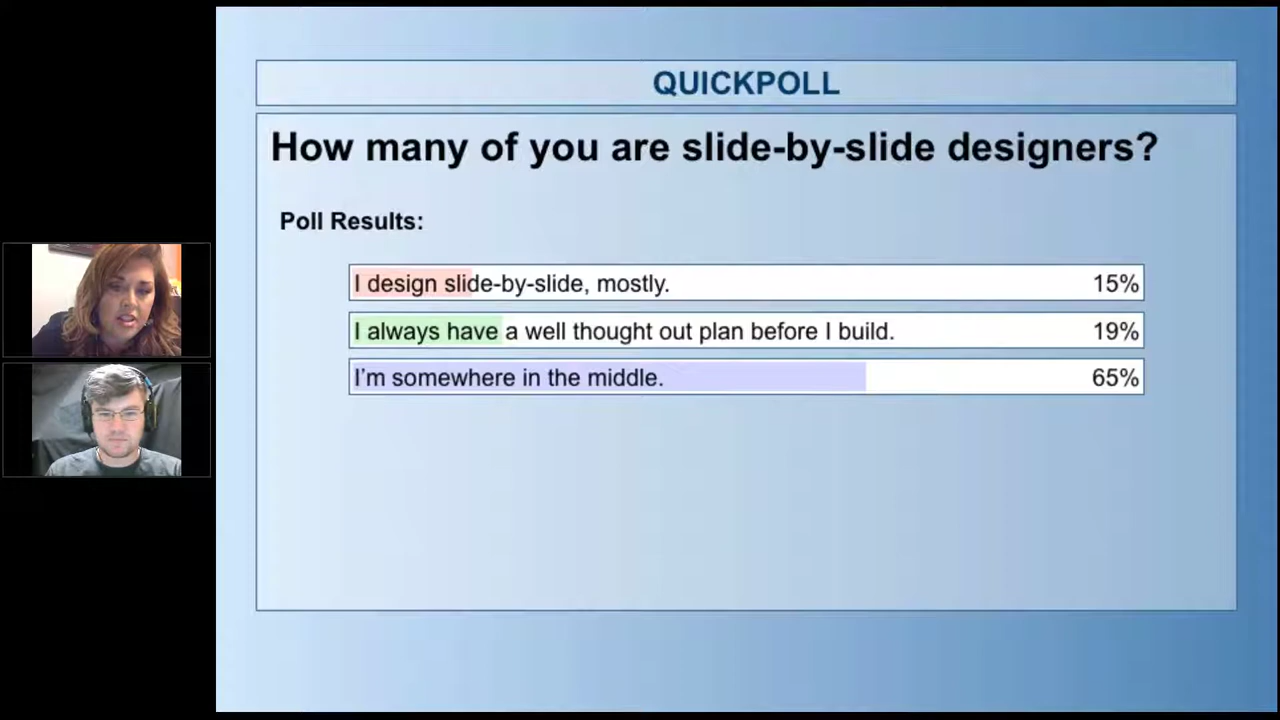 QUICKPOLL
How many of you are slide-by-slide designers?
Poll Results:
I design slide-by-slide, mostly. 15%
I always have a well thought out plan before I build. 19%
I’m somewhere in the middle. 65%